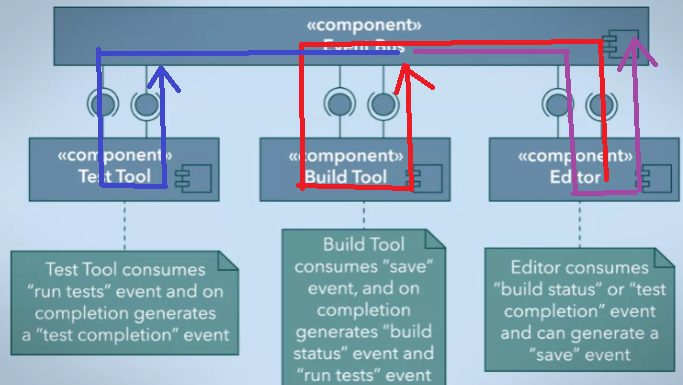 «component»
Event Bus
«component»
Test Tool
«component»
Build Tool
«component»
Editor
Test Tool consumes
"run tests" event and on
completion generates
a "test completion" event
Build Tool
consumes "save"
event, and on
completion
generates "build
status" event and
"run tests" event
Editor consumes
"build status" or "test
completion" event
and can generate a
"save" event